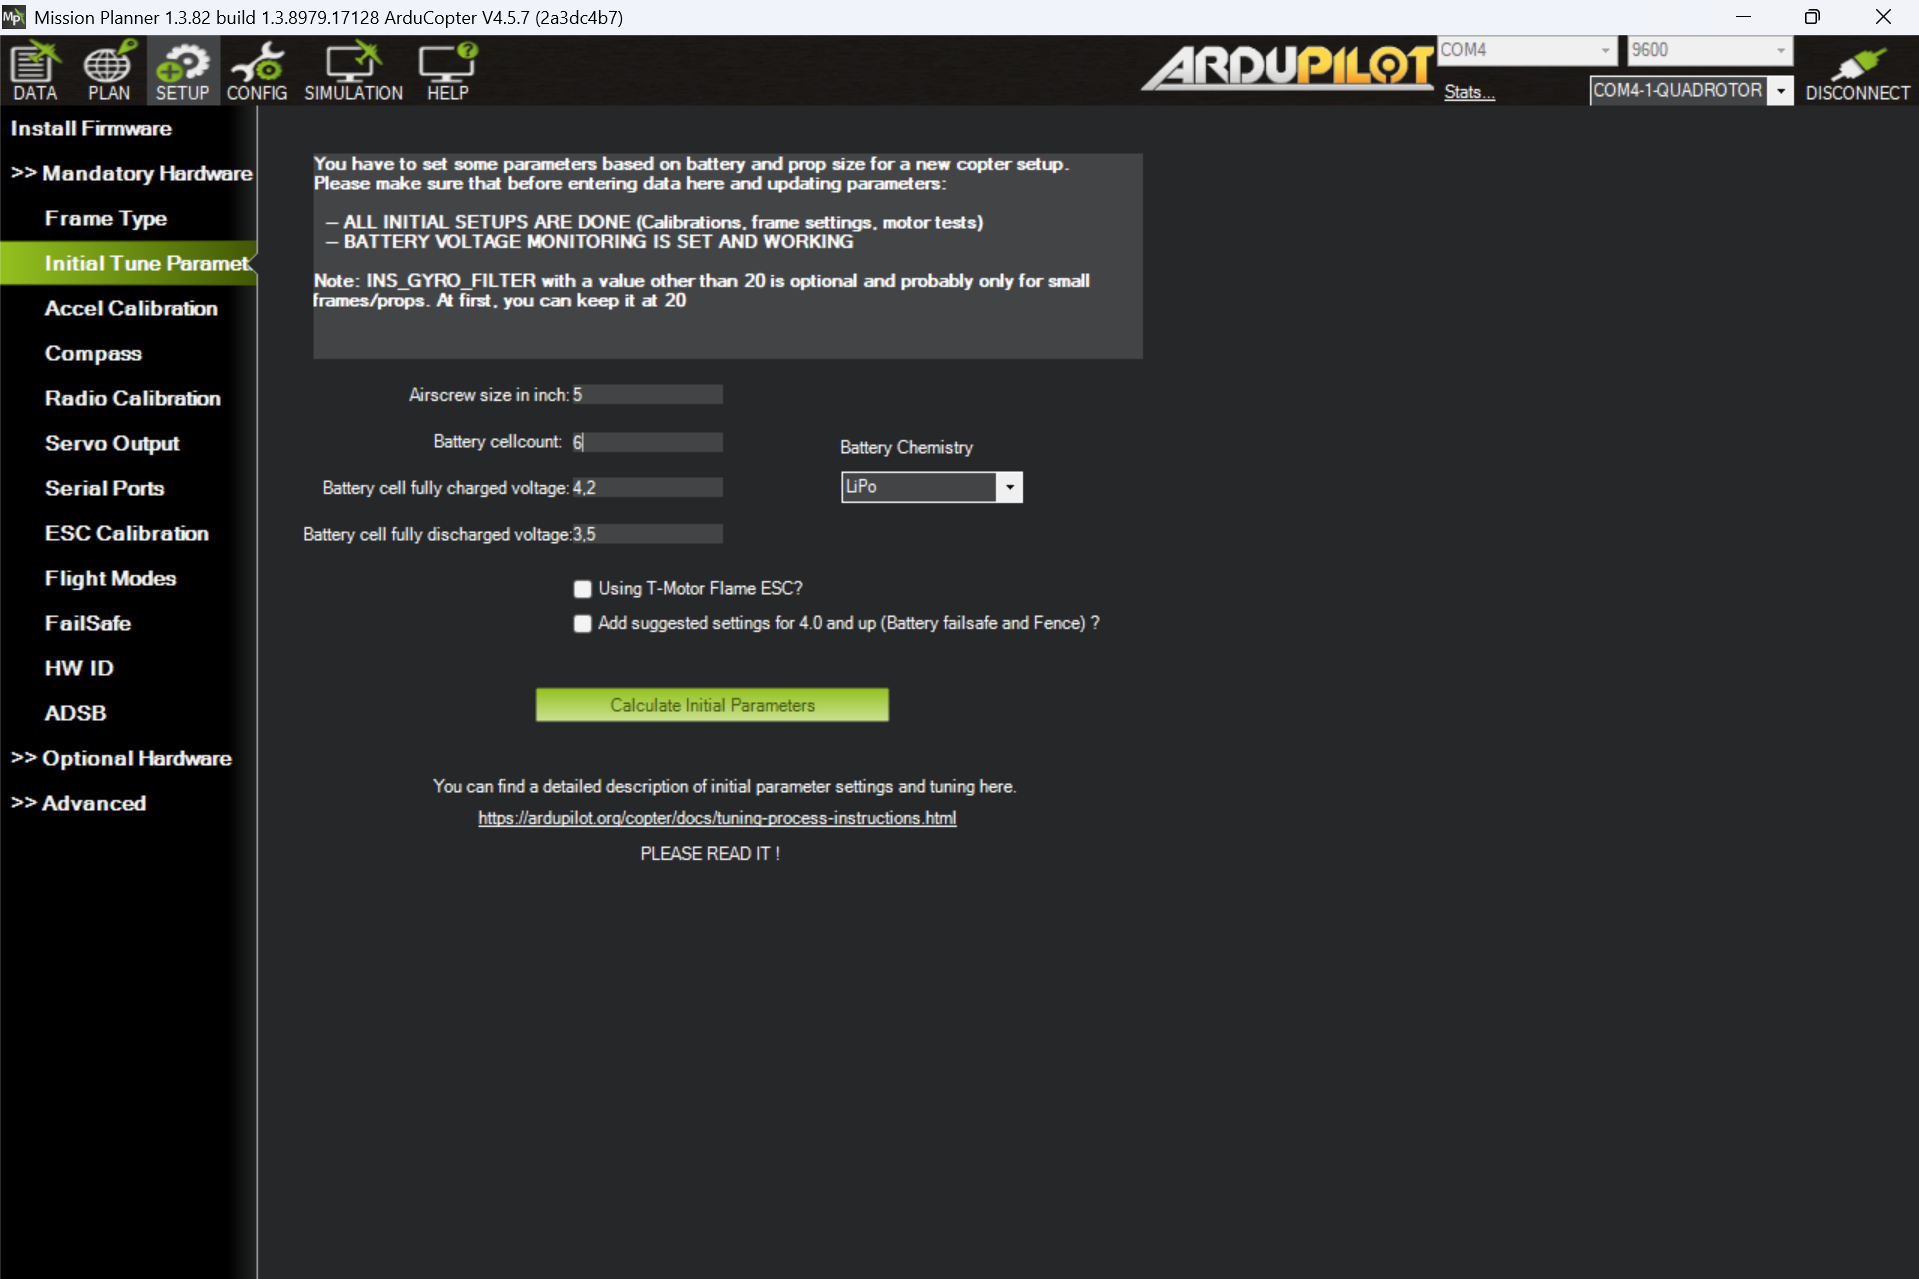 Mission Planner 1.3.82 build 1.3.8979.17128 ArduCopter V4.5.7 (2a3dc4b7)
DATA
PLAN
SETUP
CONFIG
SIMULATION
HELP
ARDUPILOT
COM4
9600
Stats...
COM4-1-QUADROTOR
DISCONNECT
Install Firmware
>> Mandatory Hardware
Frame Type
Initial Tune Paramet
Accel Calibration
Compass
Radio Calibration
Servo Output
Serial Ports
ESC Calibration
Flight Modes
FailSafe
HW ID
ADSB
>> Optional Hardware
>> Advanced
You have to set some parameters based on battery and prop size for a new copter setup.
Please make sure that before entering data here and updating parameters:
– ALL INITIAL SETUPS ARE DONE (Calibrations, frame settings, motor tests)
– BATTERY VOLTAGE MONITORING IS SET AND WORKING
Note: INS_GYRO_FILTER with a value other than 20 is optional and probably only for small
frames/props. At first, you can keep it at 20
Airscrew size in inch: 5
Battery cellcount: 6
Battery cell fully charged voltage: 4,2
Battery cell fully discharged voltage: 3,5
Battery Chemistry
LiPo
Using T-Motor Flame ESC?
Add suggested settings for 4.0 and up (Battery failsafe and Fence) ?
Calculate Initial Parameters
You can find a detailed description of initial parameter settings and tuning here.
https://ardupilot.org/copter/docs/tuning-process-instructions.html
PLEASE READ IT !